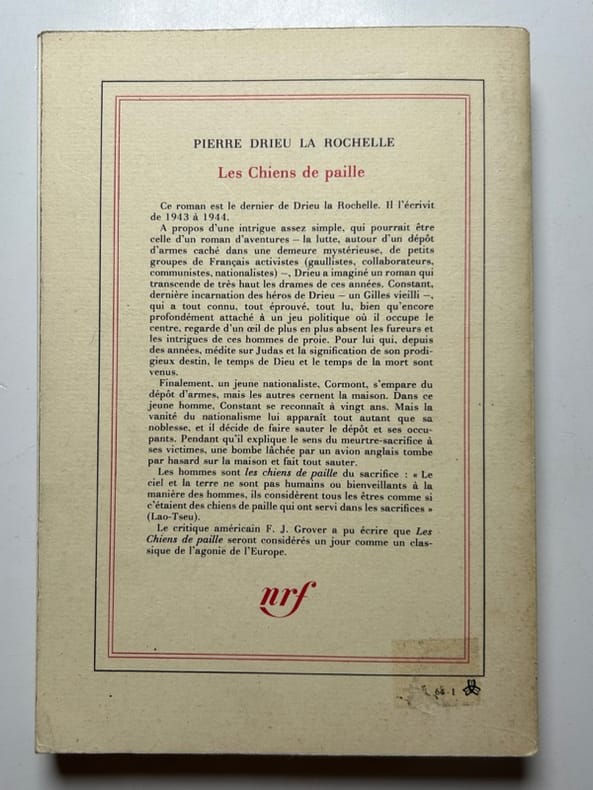 PIERRE DRIEU LA ROCHELLE
Les Chiens de paille
Ce roman est le dernier de Drieu la Rochelle. Il l'écrivit
de 1943 à 1944.
A propos d'une intrigue assez simple, qui pourrait être
celle d'un roman d'aventures – la lutte, autour d'un dépôt
d'armes caché dans une demeure mystérieuse, de petits
groupes de Français activistes (gaullistes, collaborateurs,
communistes, nationalistes) –, Drieu a imaginé un roman qui
transcende de très haut les drames de ces années. Constant,
dernière incarnation des héros de Drieu – un Gilles vieilli –,
qui a tout connu, tout éprouvé, tout lu, bien qu'encore
profondément attaché à un jeu politique où il occupe le
centre, regarde d'un œil de plus en plus absent les fureurs et
les intrigues de ces hommes de proie. Pour lui qui, depuis
des années, médite sur Judas et la signification de son prodi-
gieux destin, le temps de Dieu et le temps de la mort sont
venus.
Finalement, un jeune nationaliste, Cormont, s'empare du
dépôt d'armes, mais les autres cernent la maison. Dans ce
jeune homme, Constant se reconnaît à vingt ans. Mais la
vanité du nationalisme lui apparaît tout autant que sa
noblesse, et il décide de faire sauter le dépôt et ses occu-
pants. Pendant qu'il explique le sens du meurtre-sacrifice à
ses victimes, une bombe lâchée par un avion anglais tombe
par hasard sur la maison et fait tout sauter.
Les hommes sont les chiens de paille du sacrifice : « Le
ciel et la terre ne sont pas humains ou bienveillants à la
manière des hommes, ils considèrent tous les êtres comme si
c'étaient des chiens de paille qui ont servi dans les sacrifices »
(Lao-Tseu).
Le critique américain F. J. Grover a pu écrire que Les
Chiens de paille seront considérés un jour comme un clas-
sique de l'agonie de l'Europe.
nrf
64-1